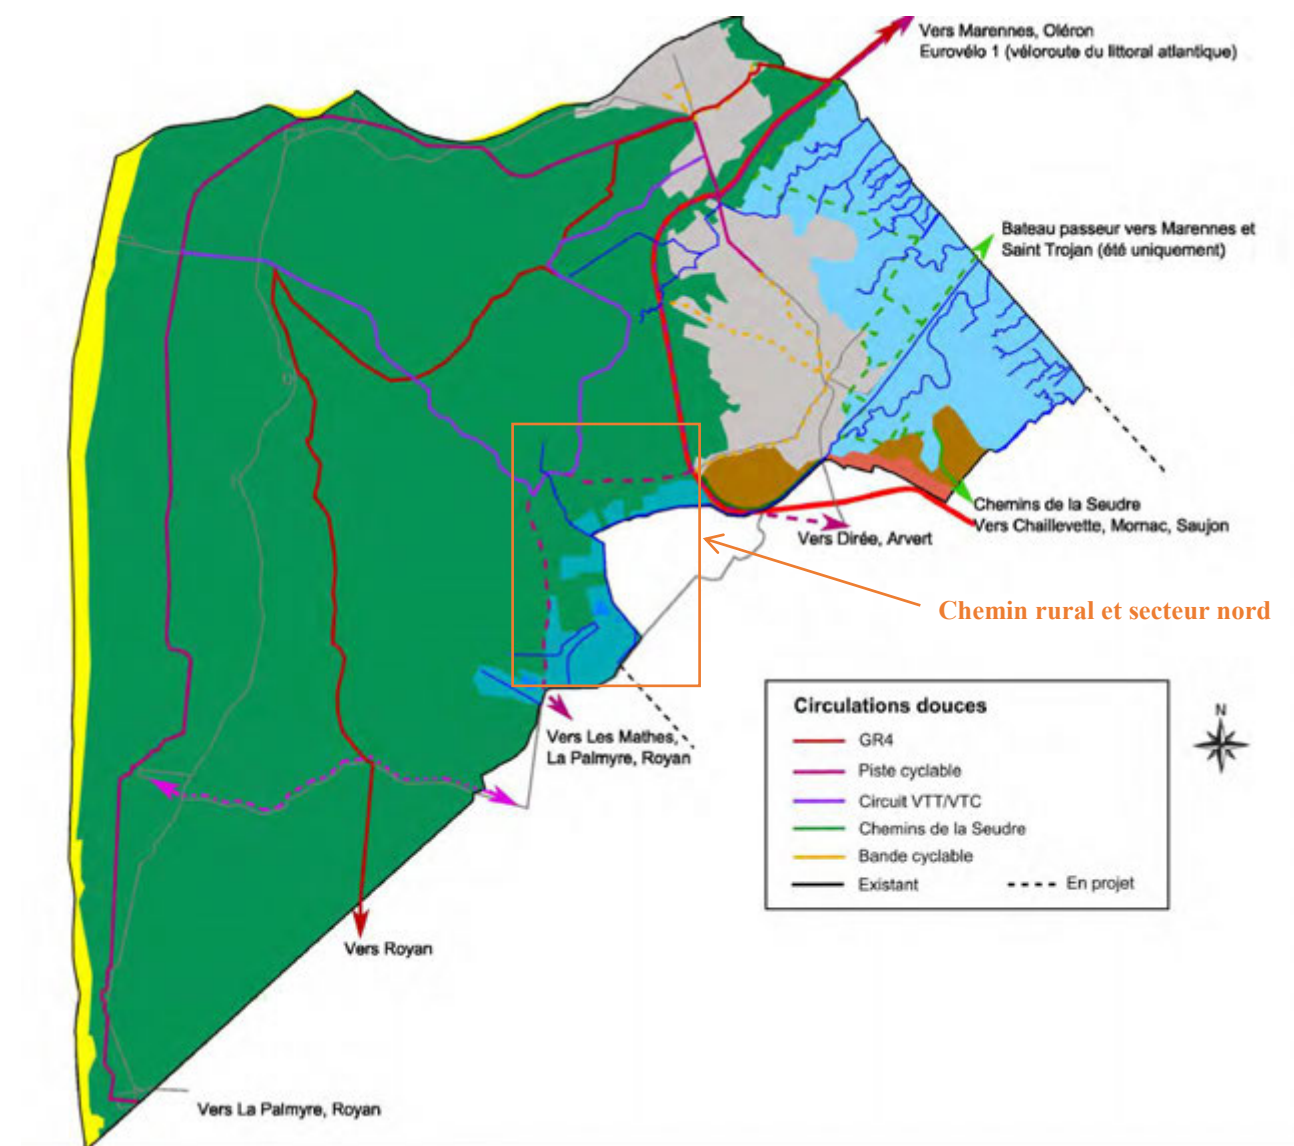 Vers Marennes, Oléron
Eurovélo 1 (véloroute du littoral atlantique)
Bateau passeur vers Marennes et
Saint Trojan (été uniquement)
Chemins de la Seudre
Vers Chaillevette, Mornac, Saujon
Vers Dirée, Arvert
Chemin rural et secteur nord
Vers Les Mathes,
La Palmyre, Royan
Circulations douces
GR4
Piste cyclable
Circuit VTT/VTC
Chemins de la Seudre
Bande cyclable
Existant
En projet
N
Vers Royan
Vers La Palmyre, Royan